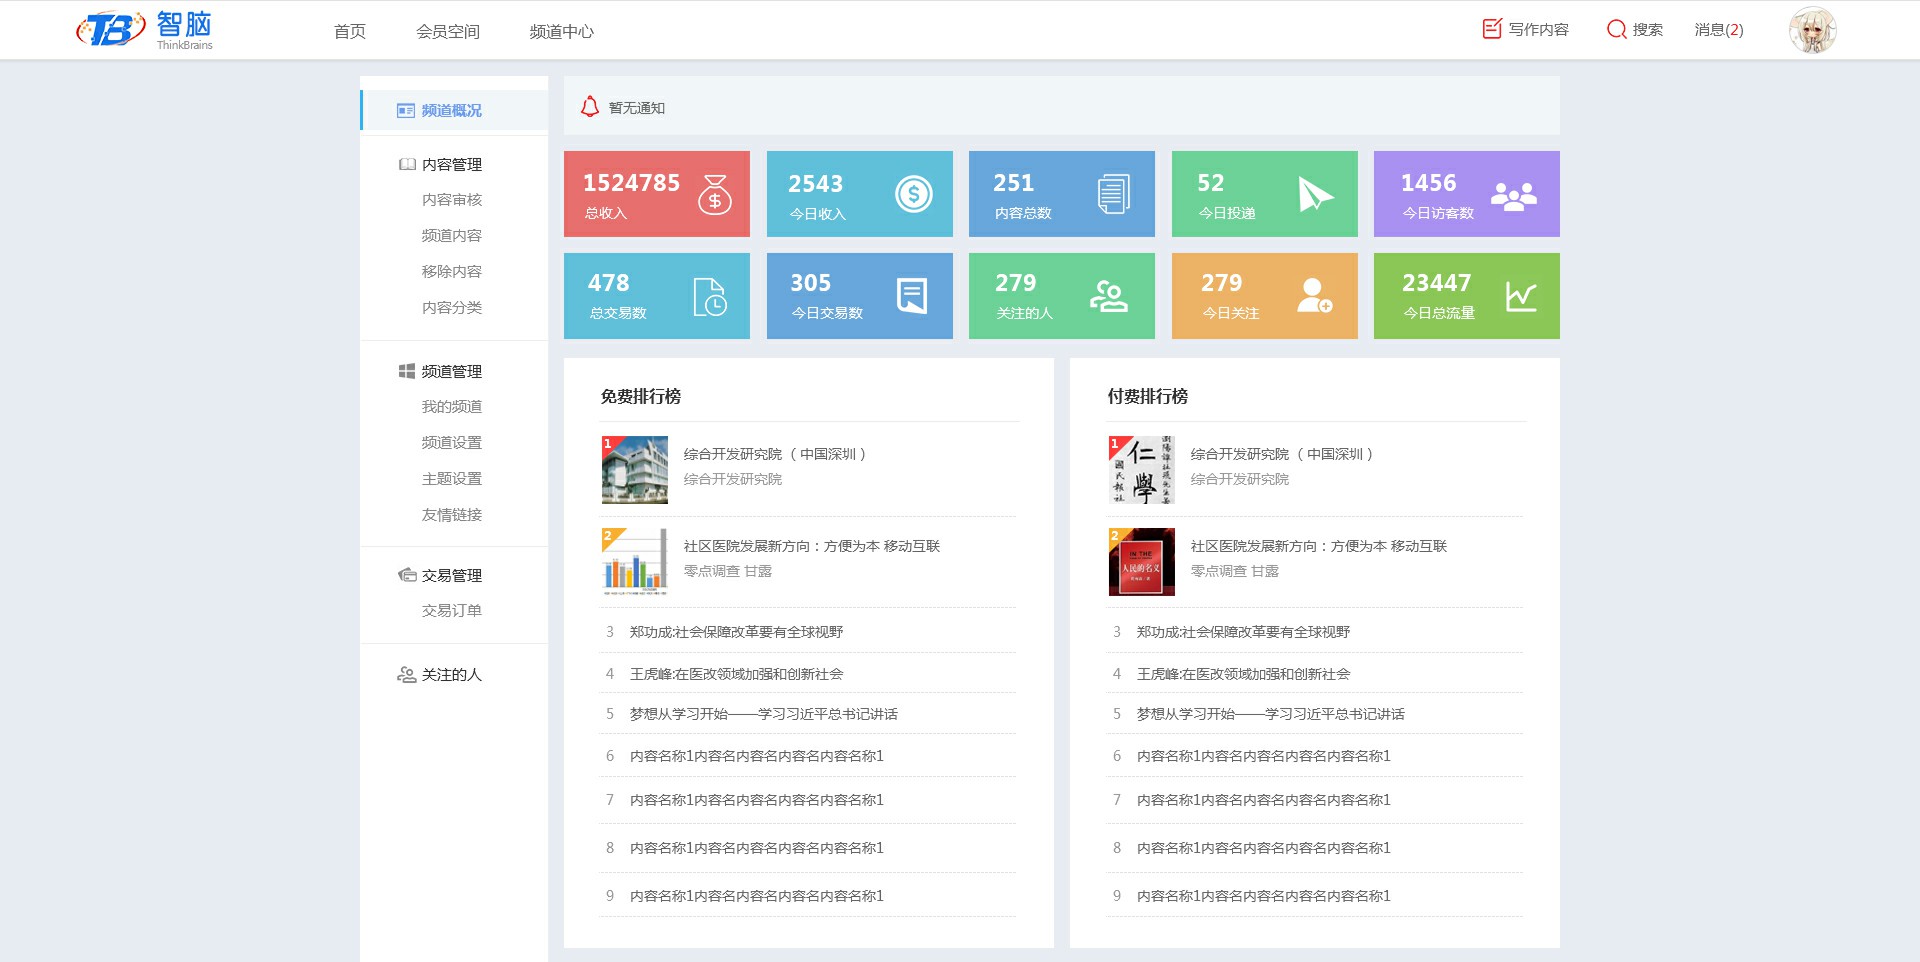 TB 智脑
ThinkBrains
首页 会员空间 频道中心
写作内容 搜索 消息(2)
频道概况
内容管理
内容审核
频道内容
移除内容
内容分类
频道管理
我的频道
频道设置
主题设置
友情链接
交易管理
交易订单
关注的人
暂无通知
1524785
总收入
2543
今日收入
251
内容总数
52
今日投递
1456
今日访客数
478
总交易数
305
今日交易数
279
关注的人
279
今日关注
23447
今日总流量
免费排行榜
1
综合开发研究院（中国深圳）
综合开发研究院
2
社区医院发展新方向：方便为本 移动互联
零点调查 甘露
3 郑功成:社会保障改革要有全球视野
4 王虎峰:在医改领域加强和创新社会
5 梦想从学习开始——学习习近平总书记讲话
6 内容名称1内容名内容名内容名内容名称1
7 内容名称1内容名内容名内容名内容名称1
8 内容名称1内容名内容名内容名内容名称1
9 内容名称1内容名内容名内容名内容名称1
付费排行榜
1
仁學
國民報社
综合开发研究院（中国深圳）
综合开发研究院
2
IN THE
人民的名义
社区医院发展新方向：方便为本 移动互联
零点调查 甘露
3 郑功成:社会保障改革要有全球视野
4 王虎峰:在医改领域加强和创新社会
5 梦想从学习开始——学习习近平总书记讲话
6 内容名称1内容名内容名内容名内容名称1
7 内容名称1内容名内容名内容名内容名称1
8 内容名称1内容名内容名内容名内容名称1
9 内容名称1内容名内容名内容名内容名称1